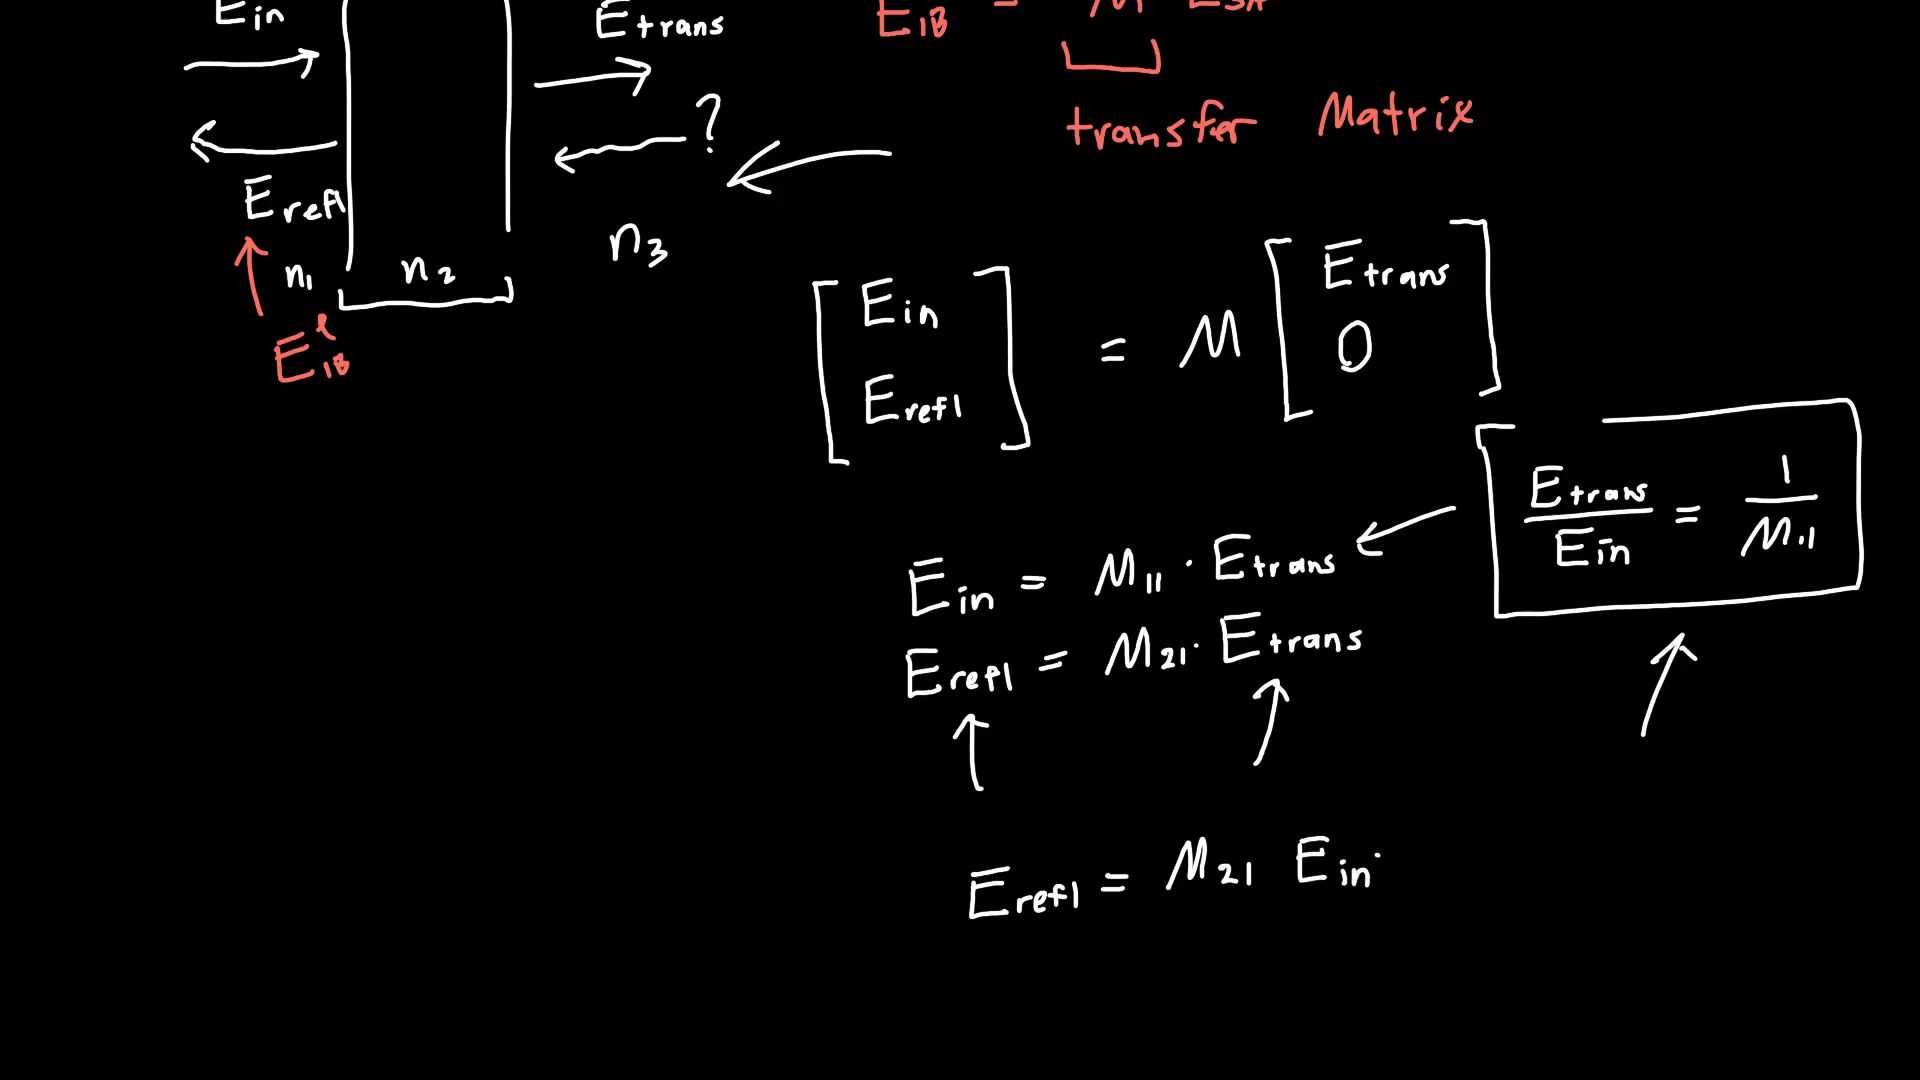 Ein
Etrans
E1B = M E3A
transfer Matrix
?
Erefl
n1
n2
n3
E1B
[Ein Erefl] = M [Etrans 0]
Etrans/Ein = 1/M11
Ein = M11 · Etrans
Erefl = M21 · Etrans
Erefl = M21 Ein